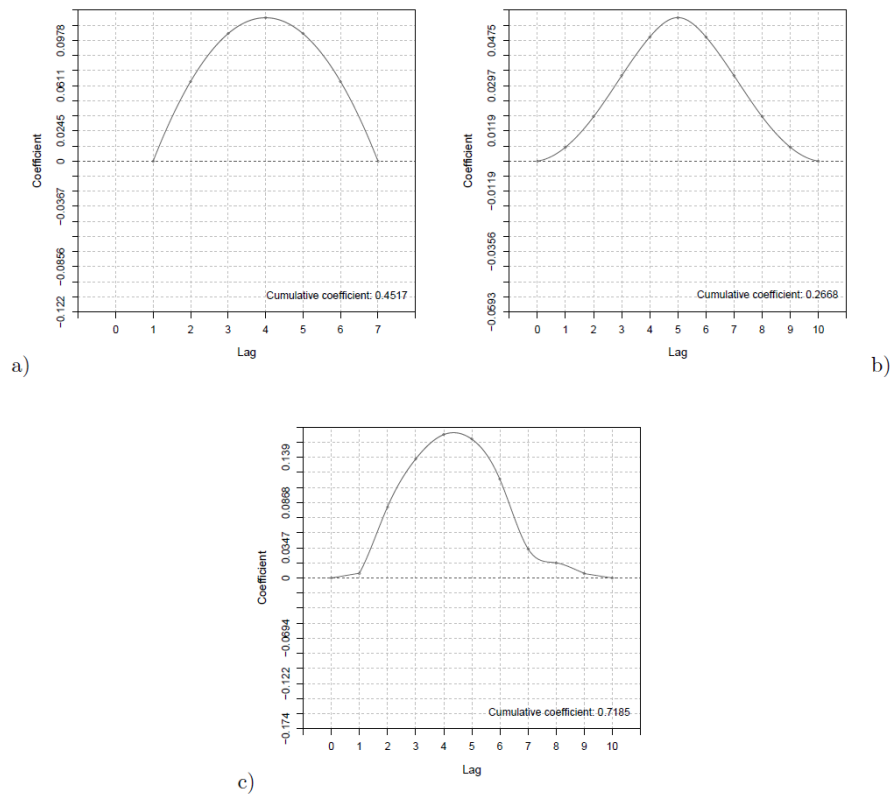 0.0978
0.0611
0.0245
0
−0.0367
−0.0856
−0.122
Coefficient
Cumulative coefficient: 0.4517
0 1 2 3 4 5 6 7
Lag
a)
0.0475
0.0297
0.0119
0
−0.0119
−0.0356
−0.0593
Coefficient
Cumulative coefficient: 0.2668
0 1 2 3 4 5 6 7 8 9 10
Lag
b)
0.139
0.0868
0.0347
0
−0.0694
−0.122
−0.174
Coefficient
Cumulative coefficient: 0.7185
0 1 2 3 4 5 6 7 8 9 10
Lag
c)